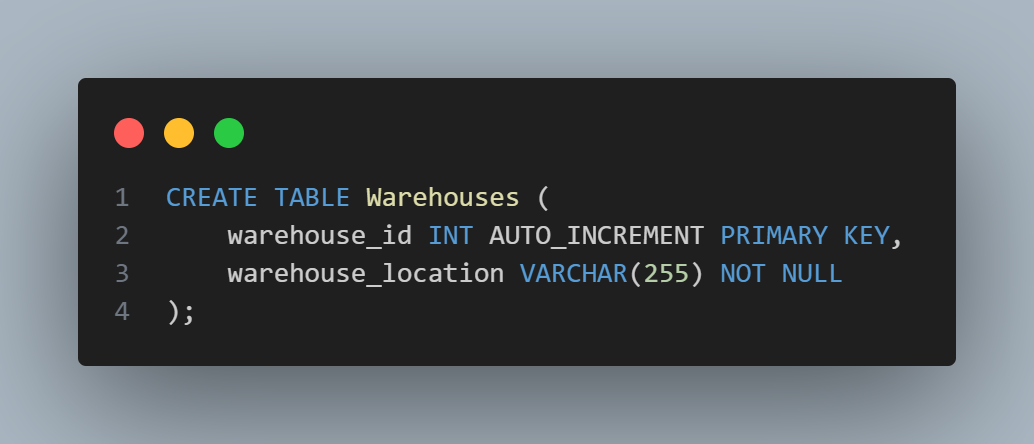 1 CREATE TABLE Warehouses (
2 warehouse_id INT AUTO_INCREMENT PRIMARY KEY,
3 warehouse_location VARCHAR(255) NOT NULL
4 );